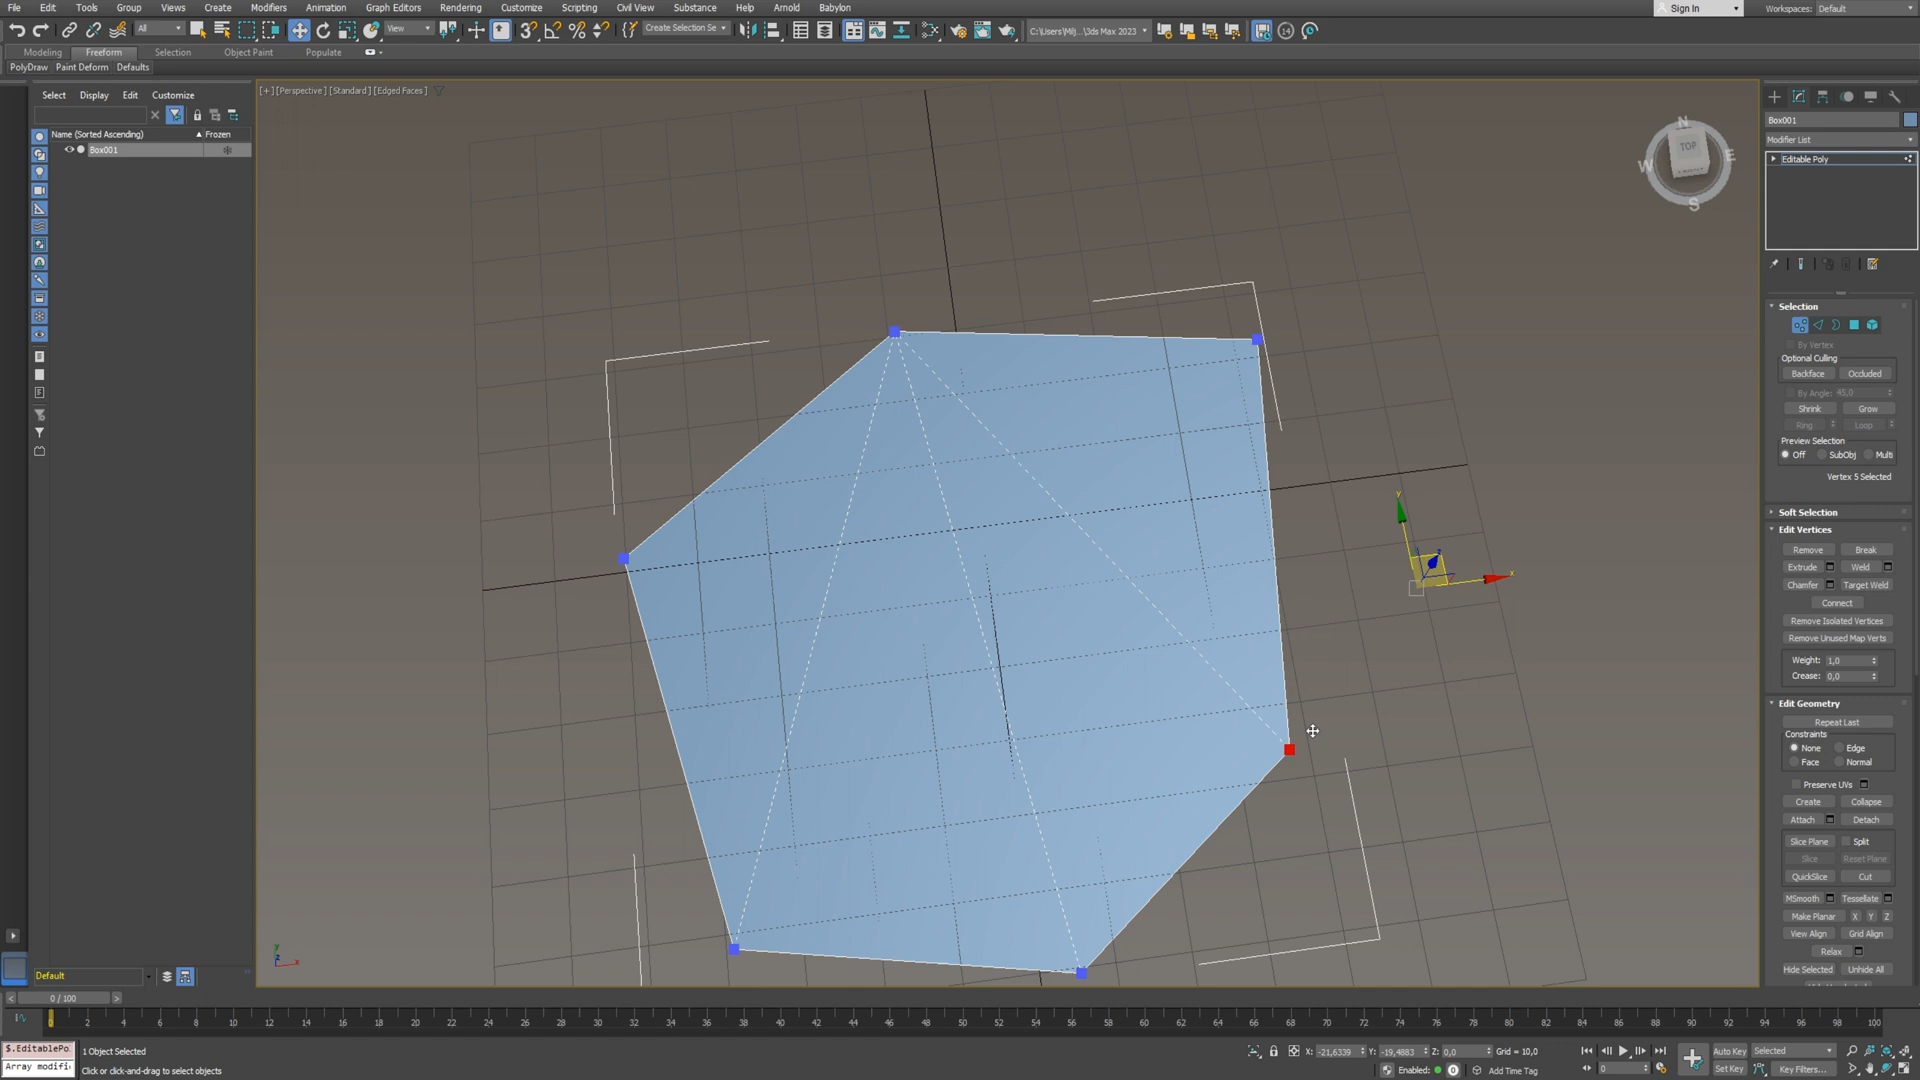 File Edit Tools Group Views Create Modifiers Animation Graph Editors Rendering Customize Scripting Civil View Substance Help Arnold Babylon Sign In Workspaces: Default
All View Create Selection Se C:\Users\Milj...\3ds Max 2023 14
Modeling Freeform Selection Object Paint Populate
PolyDraw Paint Deform Defaults
Select Display Edit Customize
Name (Sorted Ascending) Frozen
Box001
[+] [Perspective] [Standard] [Edged Faces]
N
W TOP E
S
Box001
Modifier List
Editable Poly
Selection
By Vertex
Optional Culling
Backface Occluded
By Angle: 45,0
Shrink Grow
Ring Loop
Preview Selection
Off SubObj Multi
Vertex 5 Selected
Soft Selection
Edit Vertices
Remove Break
Extrude Weld
Chamfer Target Weld
Connect
Remove Isolated Vertices
Remove Unused Map Verts
Weight: 1,0
Crease: 0,0
Edit Geometry
Repeat Last
Constraints
None Edge
Face Normal
Preserve UVs
Create Collapse
Attach Detach
Slice Plane Split
Slice Reset Plane
QuickSlice Cut
MSmooth Tessellate
Make Planar X Y Z
View Align Grid Align
Relax
Hide Selected Unhide All
y
x
y
z x
Default
0 / 100
0 2 4 6 8 10 12 14 16 18 20 22 24 26 28 30 32 34 36 38 40 42 44 46 48 50 52 54 56 58 60 62 64 66 68 70 72 74 76 78 80 82 84 86 88 90 92 94 96 98 100
$.EditablePo 1 Object Selected X: -21,6339 Y: -19,4883 Z: 0,0 Grid = 10,0 Auto Key Selected
Array modifi Click or click-and-drag to select objects Enabled: 0 Add Time Tag 0 Set Key Key Filters...